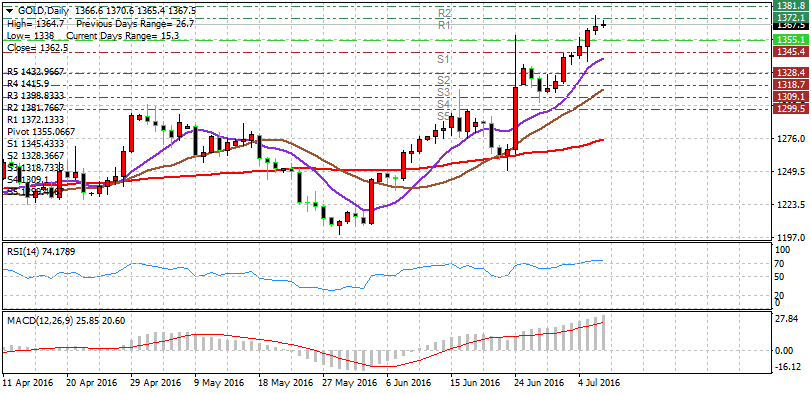 GOLD,Daily 1366.6 1370.6 1365.4 1367.5
High= 1364.7 Previous Days Range= 26.7
Low= 1338 Current Days Range= 15.3
Close= 1362.5
R5 1432.9667
R4 1415.9
R3 1398.8333
R2 1381.7667
R1 1372.1333
Pivot 1355.0667
S1 1345.4333
S2 1328.3667
S3 1318.7333
S4 1309.1
R2
R1
S1
S2
S3
S4
S5
1381.8
1372.1
1367.5
1355.1
1345.4
1328.4
1318.7
1309.1
1299.5
1276.0
1249.5
1223.5
1197.0
RSI(14) 74.1789
100
70
50
20
0
MACD(12,26,9) 25.85 20.60
27.84
0.00
-16.12
11 Apr 2016 20 Apr 2016 29 Apr 2016 9 May 2016 18 May 2016 27 May 2016 6 Jun 2016 15 Jun 2016 24 Jun 2016 4 Jul 2016